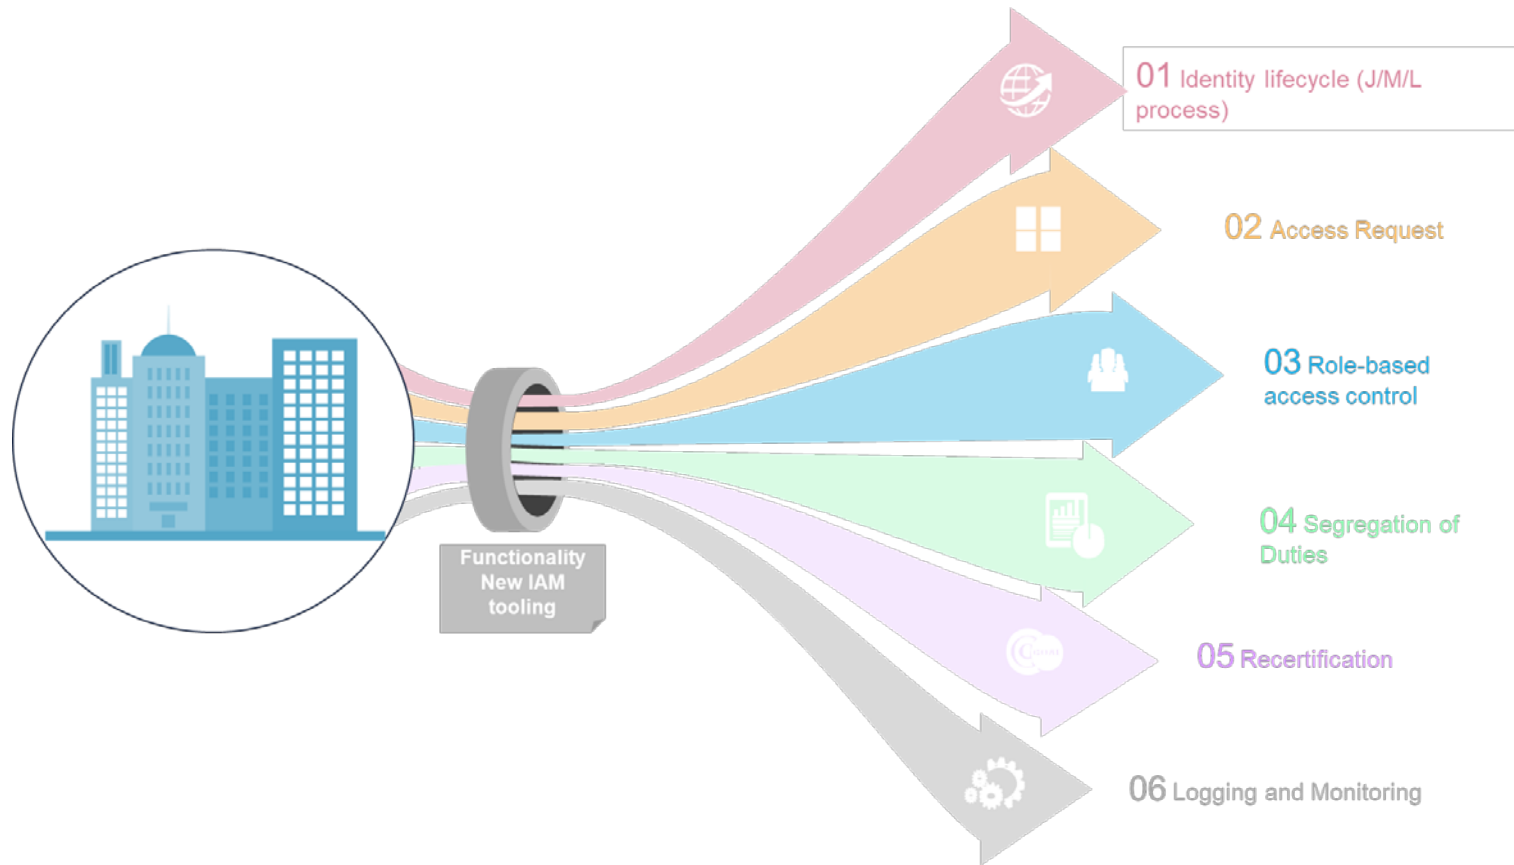 01 Identity lifecycle (J/M/L
process)
02 Access Request
03 Role-based
access control
04 Segregation of
Duties
05 Recertification
06 Logging and Monitoring
Functionality
New IAM
tooling